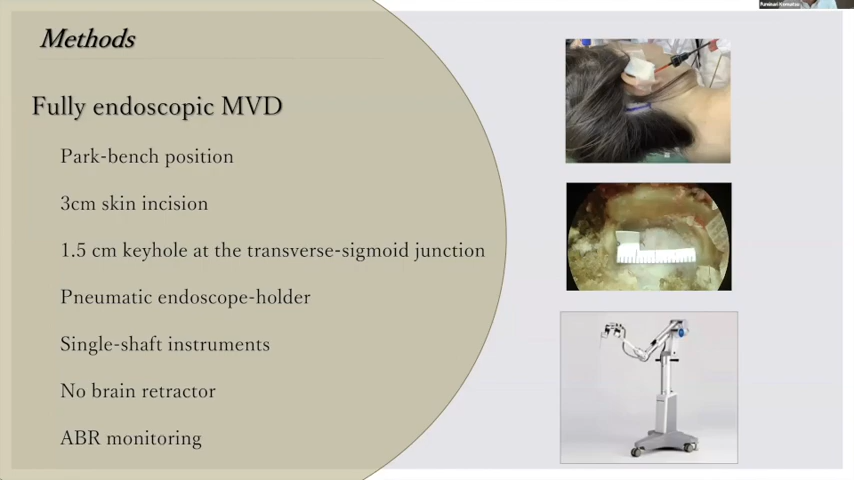 Methods
Fully endoscopic MVD
Park-bench position
3cm skin incision
1.5 cm keyhole at the transverse-sigmoid junction
Pneumatic endoscope-holder
Single-shaft instruments
No brain retractor
ABR monitoring